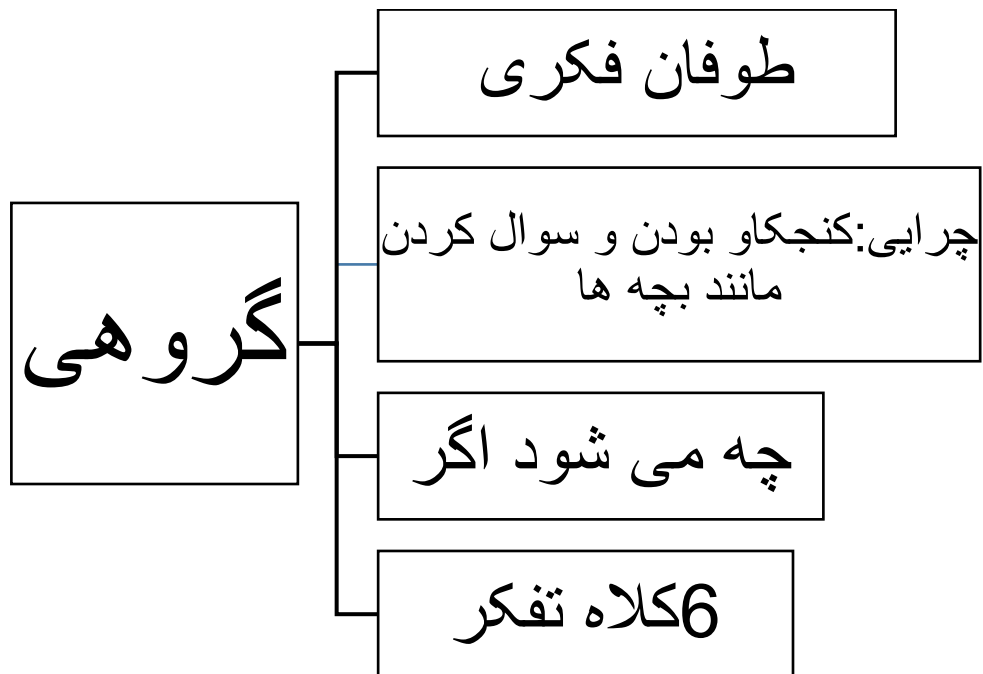 طوفان فکری
چرایی:کنجکاو بودن و سوال کردن
مانند بچه ها
گروهی
چه می شود اگر
6کلاه تفکر